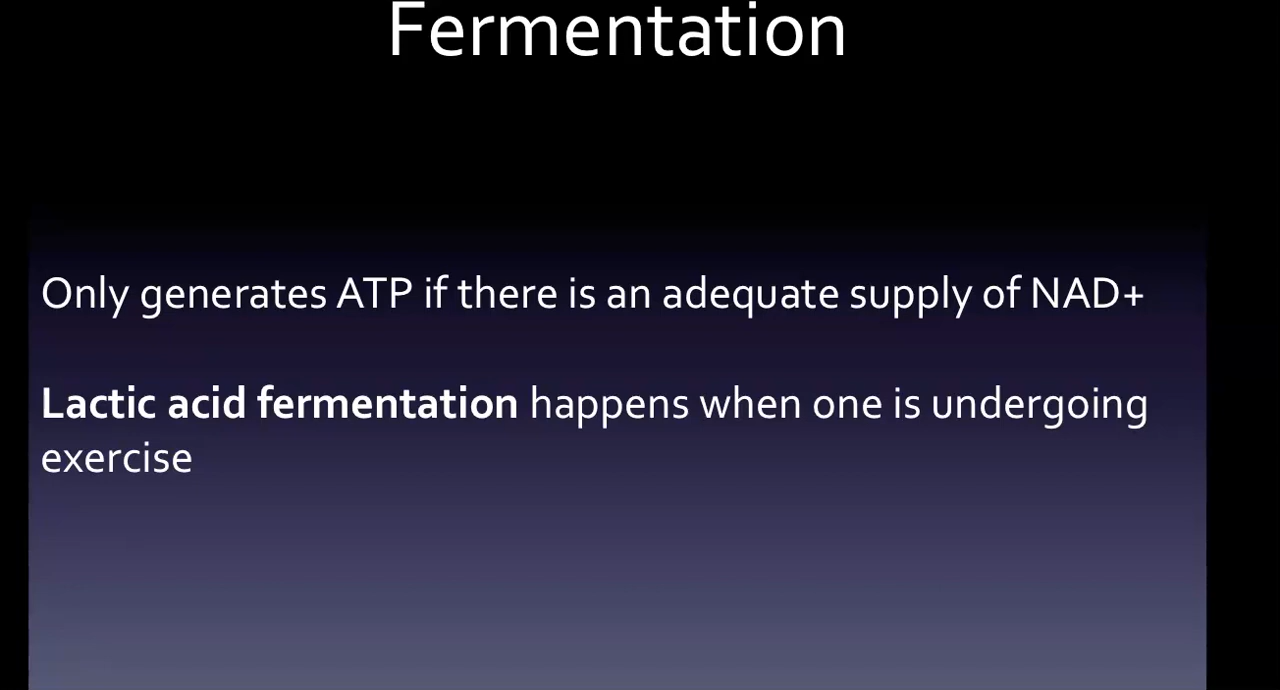 Fermentation
Only generates ATP if there is an adequate supply of NAD+
Lactic acid fermentation happens when one is undergoing
exercise